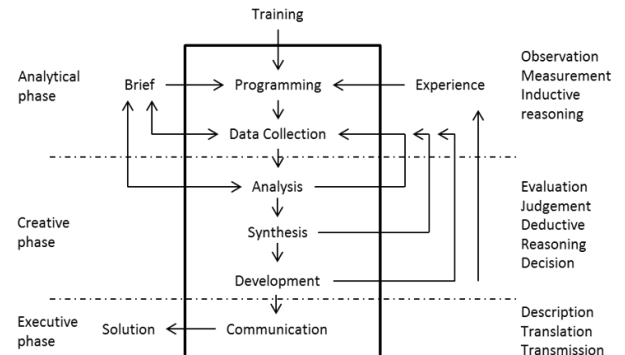 Training
Analytical
phase
Brief
Programming
Experience
Observation
Measurement
Inductive
reasoning
Data Collection
Creative
phase
Analysis
Synthesis
Development
Evaluation
Judgement
Deductive
Reasoning
Decision
Executive
phase
Solution
Communication
Description
Translation
Transmission